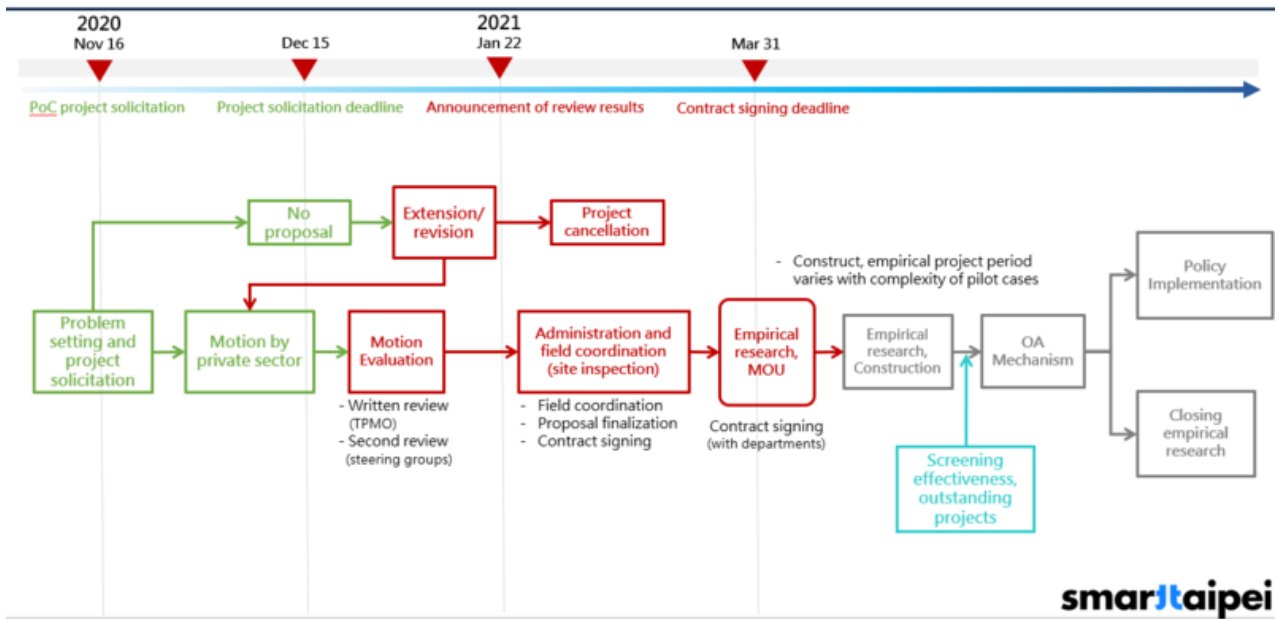 2020
Nov 16
Dec 15
2021
Jan 22
Mar 31
PoC project solicitation
Project solicitation deadline
Announcement of review results
Contract signing deadline
No
proposal
Extension/
revision
Project
cancellation
- Construct, empirical project period
varies with complexity of pilot cases
Policy
Implementation
Problem
setting and
project
solicitation
Motion by
private sector
Motion
Evaluation
Administration and
field coordination
(site inspection)
Empirical
research,
MOU
Empirical
research,
Construction
OA
Mechanism
- Written review
(TPMO)
- Second review
(steering groups)
- Field coordination
- Proposal finalization
- Contract signing
Contract signing
(with departments)
Closing
empirical
research
Screening
effectiveness,
outstanding
projects
smarttaipei